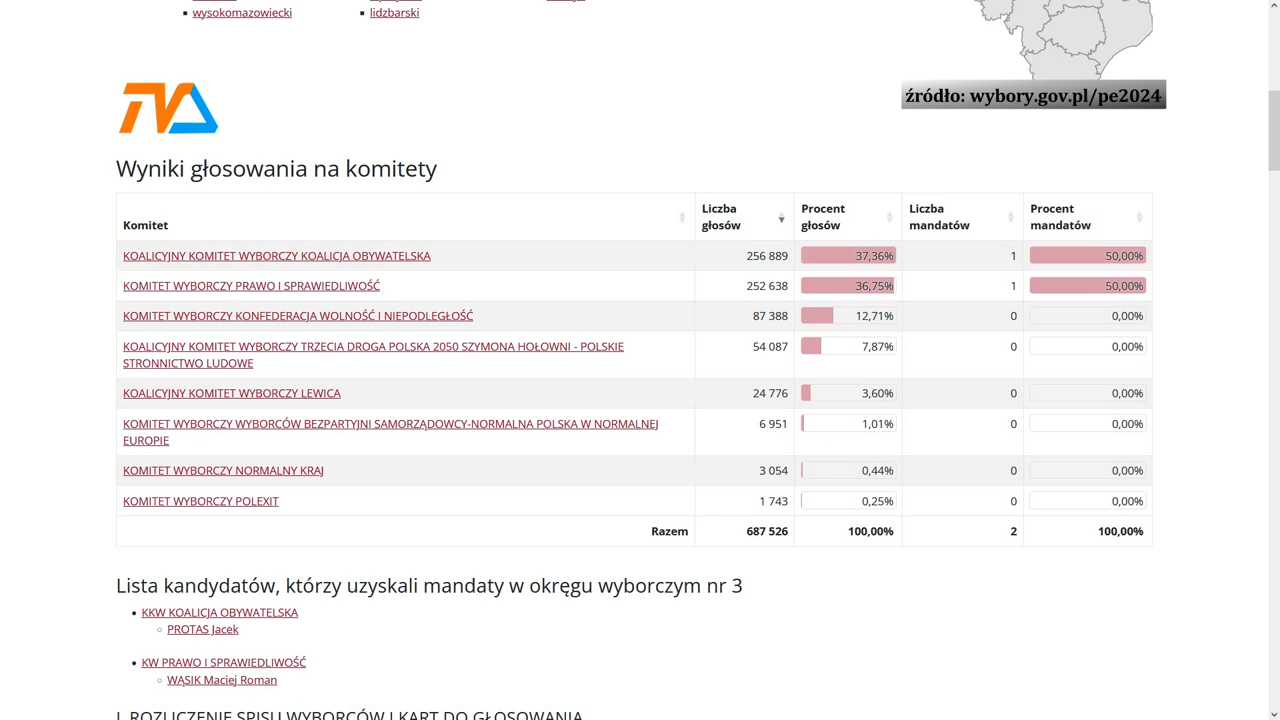 wysokomazowiecki
lidzbarski
TVA
źródło: wybory.gov.pl/pe2024
Wyniki głosowania na komitety
Komitet Liczba głosów Procent głosów Liczba mandatów Procent mandatów
KOALICYJNY KOMITET WYBORCZY KOALICJA OBYWATELSKA 256 889 37,36% 1 50,00%
KOMITET WYBORCZY PRAWO I SPRAWIEDLIWOŚĆ 252 638 36,75% 1 50,00%
KOMITET WYBORCZY KONFEDERACJA WOLNOŚĆ I NIEPODLEGŁOŚĆ 87 388 12,71% 0 0,00%
KOALICYJNY KOMITET WYBORCZY TRZECIA DROGA POLSKA 2050 SZYMONA HOŁOWNI - POLSKIE
STRONNICTWO LUDOWE 54 087 7,87% 0 0,00%
KOALICYJNY KOMITET WYBORCZY LEWICA 24 776 3,60% 0 0,00%
KOMITET WYBORCZY WYBORCÓW BEZPARTYJNI SAMORZĄDOWCY-NORMALNA POLSKA W NORMALNEJ
EUROPIE 6 951 1,01% 0 0,00%
KOMITET WYBORCZY NORMALNY KRAJ 3 054 0,44% 0 0,00%
KOMITET WYBORCZY POLEXIT 1 743 0,25% 0 0,00%
Razem 687 526 100,00% 2 100,00%
Lista kandydatów, którzy uzyskali mandaty w okręgu wyborczym nr 3
KKW KOALICJA OBYWATELSKA
PROTAS Jacek
KW PRAWO I SPRAWIEDLIWOŚĆ
WĄSIK Maciej Roman
I. ROZLICZENIE SPISU WYBORCÓW I KART DO GŁOSOWANIA